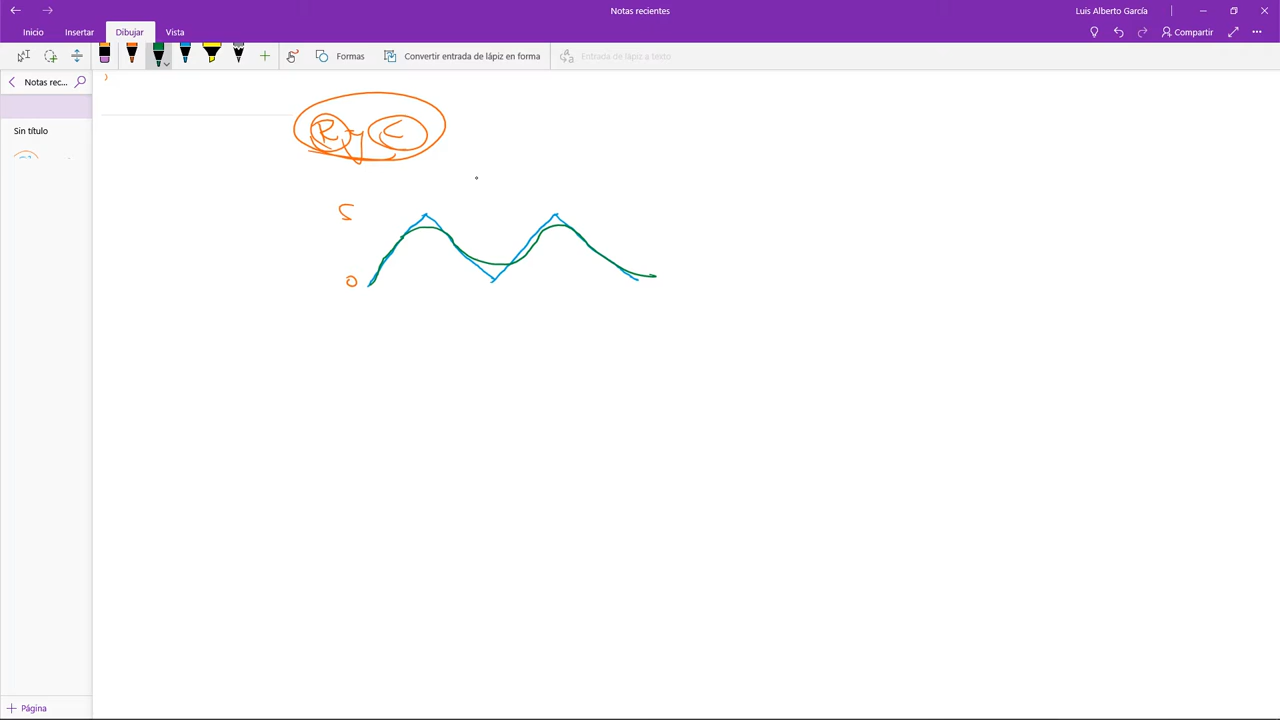 Notas recientes
Luis Alberto García
Inicio
Insertar
Dibujar
Vista
Compartir
Formas
Convertir entrada de lápiz en forma
Entrada de lápiz a texto
Notas rec...
Sin título
R y C
5
0
Página